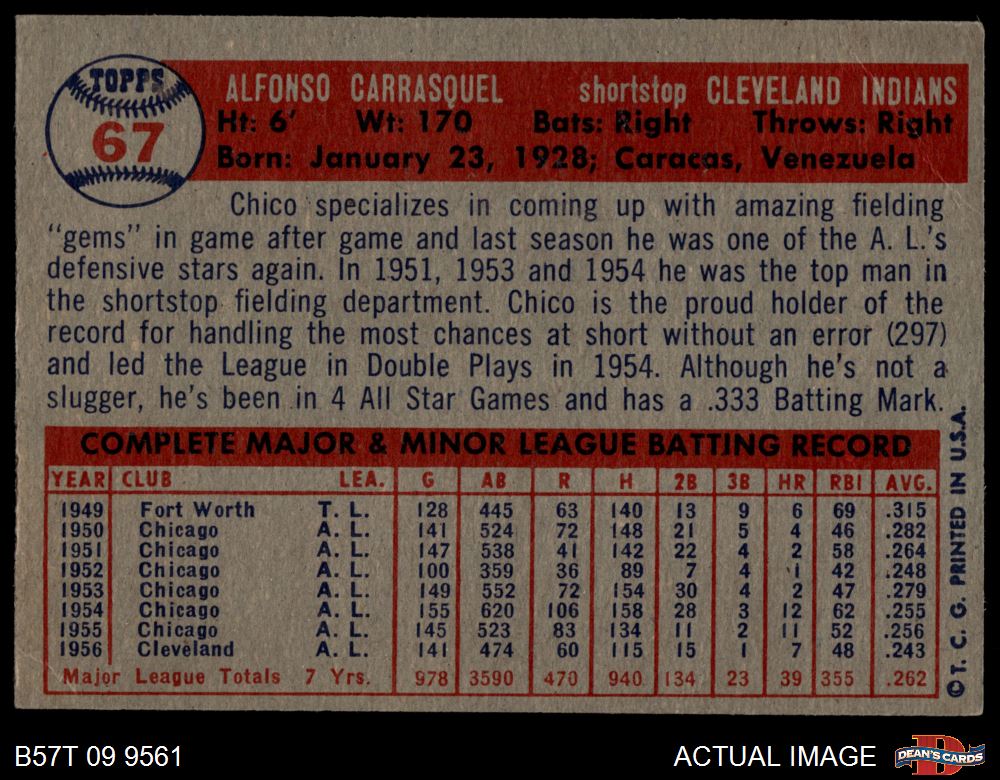 TOPPS
67
ALFONSO CARRASQUEL shortstop CLEVELAND INDIANS
Ht: 6' Wt: 170 Bats: Right Throws: Right
Born: January 23, 1928; Caracas, Venezuela
Chico specializes in coming up with amazing fielding
"gems" in game after game and last season he was one of the A. L.'s
defensive stars again. In 1951, 1953 and 1954 he was the top man in
the shortstop fielding department. Chico is the proud holder of the
record for handling the most chances at short without an error (297)
and led the League in Double Plays in 1954. Although he's not a
slugger, he's been in 4 All Star Games and has a .333 Batting Mark.
COMPLETE MAJOR & MINOR LEAGUE BATTING RECORD
YEAR CLUB LEA. G AB R H 2B 3B HR RBI AVG.
1949 Fort Worth T. L. 128 445 63 140 13 9 6 69 .315
1950 Chicago A. L. 141 524 72 148 21 5 4 46 .282
1951 Chicago A. L. 147 538 41 142 22 4 2 58 .264
1952 Chicago A. L. 100 359 36 89 7 4 1 42 .248
1953 Chicago A. L. 149 552 72 154 30 4 2 47 .279
1954 Chicago A. L. 155 620 106 158 28 3 12 62 .255
1955 Chicago A. L. 145 523 83 134 11 2 11 52 .256
1956 Cleveland A. L. 141 474 60 115 15 1 7 48 .243
Major League Totals 7 Yrs. 978 3590 470 940 134 23 39 355 .262
© T. C. G. PRINTED IN U.S.A.
B57T 09 9561 ACTUAL IMAGE
DEAN'S CARDS